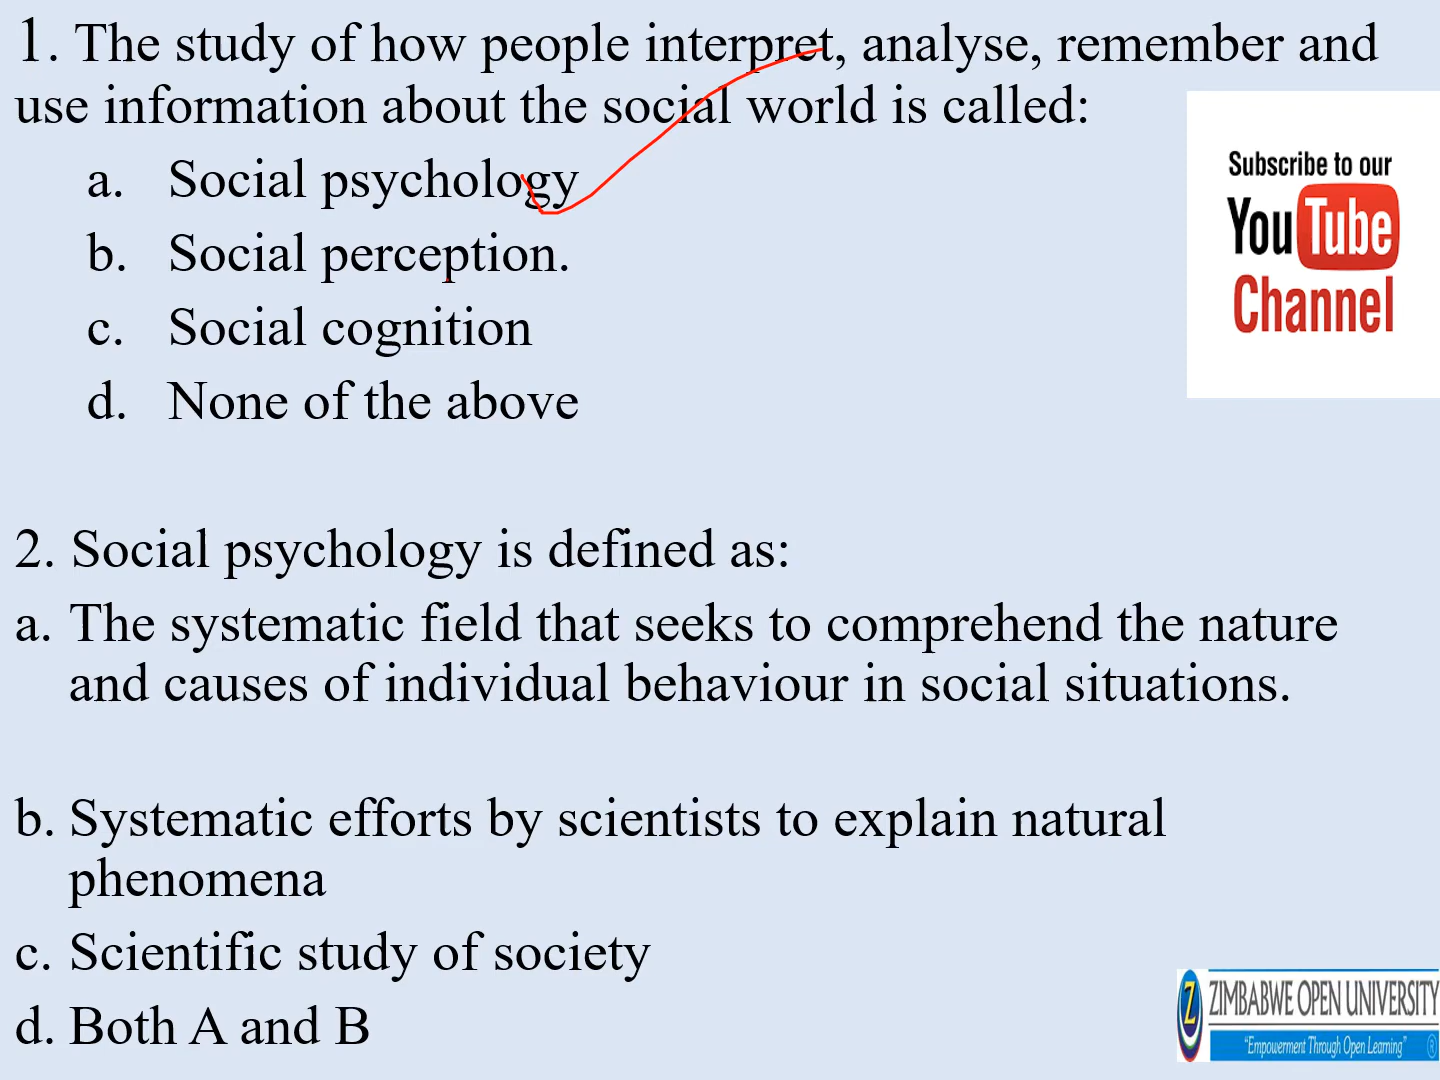 1. The study of how people interpret, analyse, remember and
use information about the social world is called:
a. Social psychology
b. Social perception.
c. Social cognition
d. None of the above
Subscribe to our
YouTube
Channel
2. Social psychology is defined as:
a. The systematic field that seeks to comprehend the nature
and causes of individual behaviour in social situations.
b. Systematic efforts by scientists to explain natural
phenomena
c. Scientific study of society
d. Both A and B
Z
ZIMBABWE OPEN UNIVERSITY
"Empowerment Through Open Learning" ®